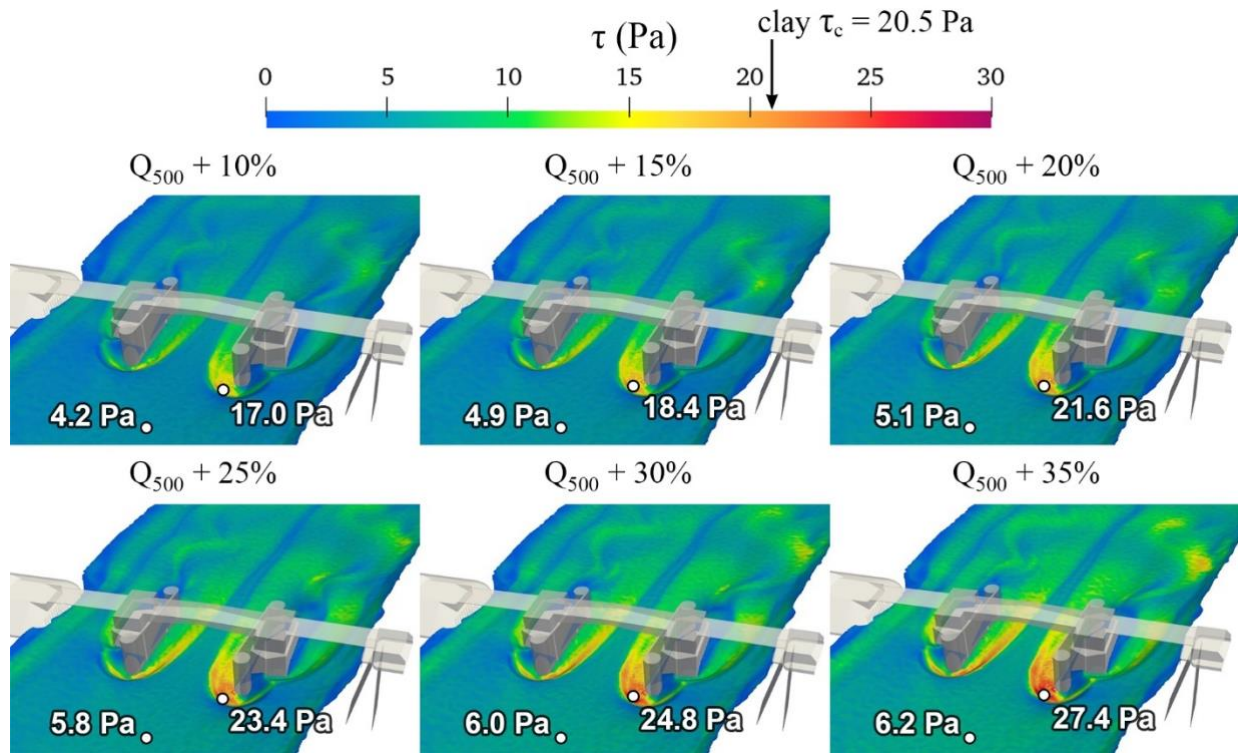 clay τc = 20.5 Pa
τ (Pa)
0 5 10 15 20 25 30
Q500 + 10% Q500 + 15% Q500 + 20%
4.2 Pa 17.0 Pa 4.9 Pa 18.4 Pa 5.1 Pa 21.6 Pa
Q500 + 25% Q500 + 30% Q500 + 35%
5.8 Pa 23.4 Pa 6.0 Pa 24.8 Pa 6.2 Pa 27.4 Pa